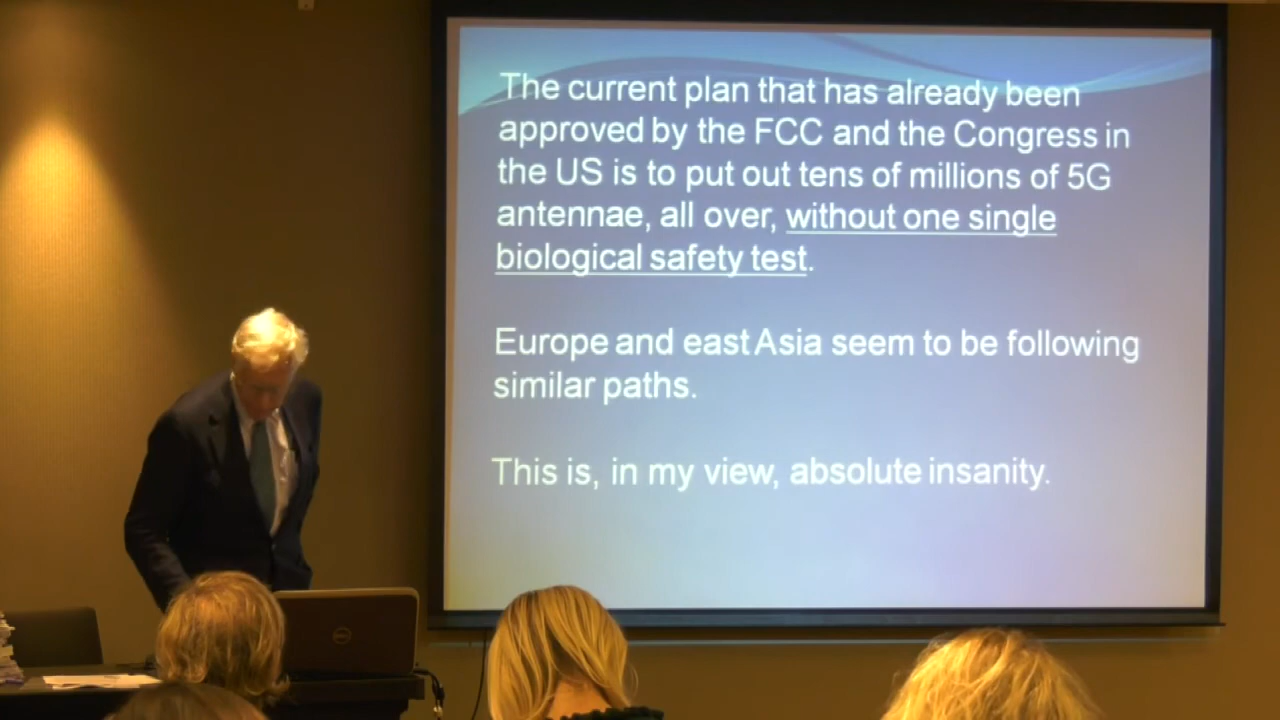 The current plan that has already been
approved by the FCC and the Congress in
the US is to put out tens of millions of 5G
antennae, all over, without one single
biological safety test.
Europe and east Asia seem to be following
similar paths.
This is, in my view, absolute insanity.